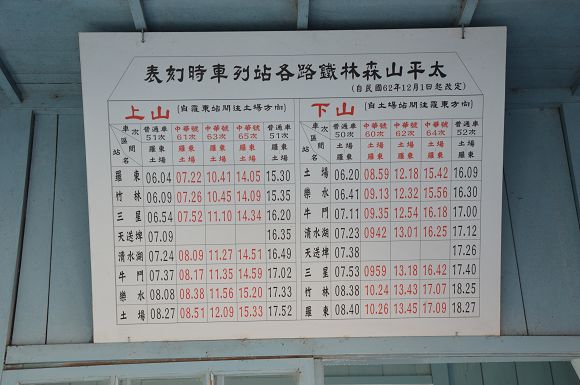 太平山森林鐵路各站列車時刻表
(自民國62年12月1日起改定)
上山 (自羅東站開往土場方向)
車次 普通車51次 中華號61次 中華號63次 中華號65次 普通車51次
區間 站名 羅東土場 羅東土場 羅東土場 羅東土場 羅東土場
羅東 06.04 07.22 10.41 14.05 15.30
竹林 06.09 07.26 10.45 14.09 15.35
三星 06.54 07.52 11.10 14.34 16.20
天送埤 07.09 16.35
清水湖 07.24 08.09 11.27 14.51 16.49
牛門 07.37 08.17 11.35 14.59 17.02
樂水 08.08 08.38 11.56 15.20 17.33
土場 08.27 08.51 12.09 15.33 17.52
下山 (自土場站開往羅東方向)
車次 普通車50次 中華號60次 中華號62次 中華號64次 普通車52次
區間 站名 羅東土場 羅東土場 羅東土場 羅東土場 羅東土場
土場 06.20 08.59 12.18 15.42 16.09
樂水 06.41 09.13 12.32 15.56 16.30
牛門 07.11 09.35 12.54 16.18 17.00
清水湖 07.23 0942 13.01 16.25 17.12
天送埤 07.38 17.26
三星 07.53 0959 13.18 16.42 17.40
竹林 08.38 10.24 13.43 17.07 18.25
羅東 08.40 10.26 13.45 17.09 18.27